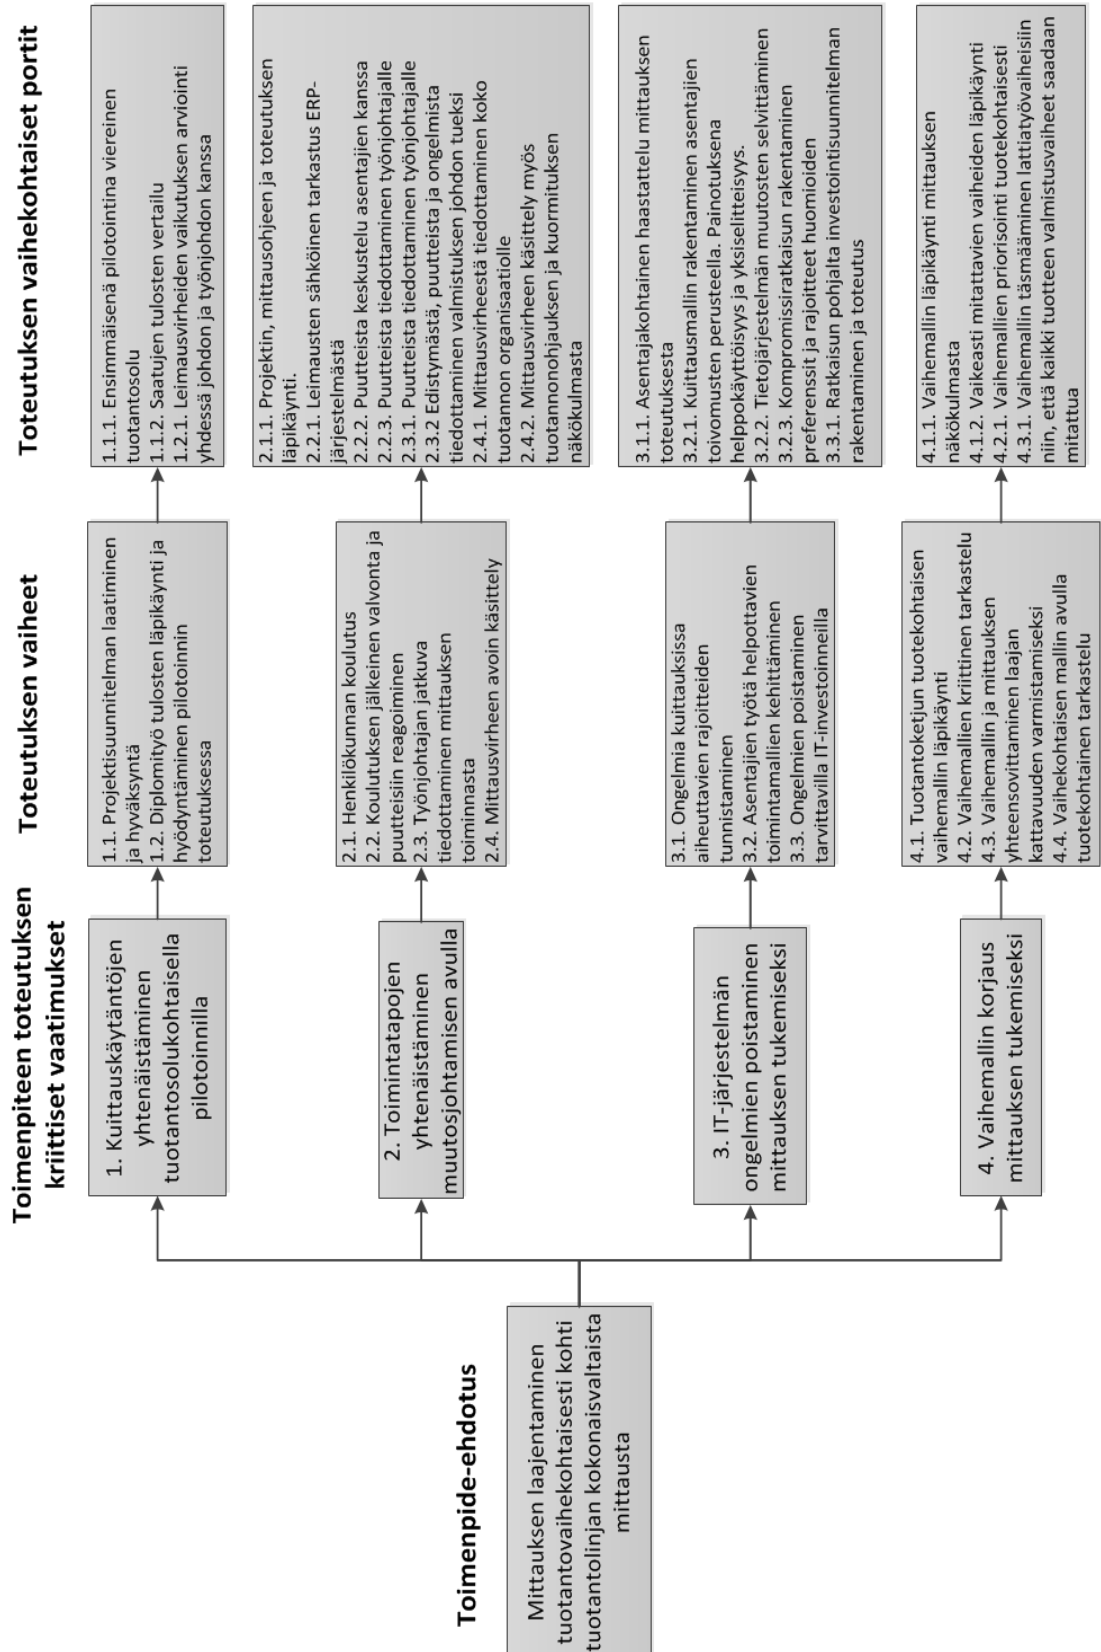 Toimenpide-ehdotus
Mittauksen laajentaminen
tuotantovaihekohtaisesti kohti
tuotantolinjan kokonaisvaltaista
mittausta
Toimenpiteen toteutuksen
kriittiset vaatimukset
1. Kuittauskäytäntöjen
yhtenäistäminen
tuotantosolukohtaisella
pilotoinnilla
2. Toimintatapojen
yhtenäistäminen
muutosjohtamisen avulla
3. IT-järjestelmän
ongelmien poistaminen
mittauksen tukemiseksi
4. Vaihemallin korjaus
mittauksen tukemiseksi
Toteutuksen vaiheet
1.1. Projektisuunnitelman laatiminen
ja hyväksyntä
1.2. Diplomityö tulosten läpikäynti ja
hyödyntäminen pilotoinnin
toteutuksessa
2.1. Henkilökunnan koulutus
2.2. Koulutuksen jälkeinen valvonta ja
puutteisiin reagoiminen
2.3. Työnjohtajan jatkuva
tiedottaminen mittauksen
toiminnasta
2.4. Mittausvirheen avoin käsittely
3.1. Ongelmia kuittauksissa
aiheuttavien rajoitteiden
tunnistaminen
3.2. Asentajien työtä helpottavien
toimintamallien kehittäminen
3.3. Ongelmien poistaminen
tarvittavilla IT-investoinneilla
4.1. Tuotantoketjun tuotekohtaisen
vaihemallin läpikäynti
4.2. Vaihemallien kriittinen tarkastelu
4.3. Vaihemallin ja mittauksen
yhteensovittaminen laajan
kattavuuden varmistamiseksi
4.4. Vaihekohtaisen mallin avulla
tuotekohtainen tarkastelu
Toteutuksen vaihekohtaiset portit
1.1.1. Ensimmäisenä pilotointina viereinen
tuotantosolu
1.1.2. Saatujen tulosten vertailu
1.2.1. Leimausvirheiden vaikutuksen arviointi
yhdessä johdon ja työnjohdon kanssa
2.1.1. Projektin, mittausohjeen ja toteutuksen
läpikäynti.
2.2.1. Leimausten sähköinen tarkastus ERP-
järjestelmästä
2.2.2. Puutteista keskustelu asentajien kanssa
2.2.3. Puutteista tiedottaminen työnjohtajalle
2.3.1. Puutteista tiedottaminen työnjohtajalle
2.3.2 Edistymästä, puutteista ja ongelmista
tiedottaminen valmistuksen johdon tueksi
2.4.1. Mittausvirheestä tiedottaminen koko
tuotannon organisaatiolle
2.4.2. Mittausvirheen käsittely myös
tuotannonohjauksen ja kuormituksen
näkökulmasta
3.1.1. Asentajakohtainen haastattelu mittauksen
toteutuksesta
3.2.1. Kuittausmallin rakentaminen asentajien
toivomusten perusteella. Painotuksena
helppokäyttöisyys ja yksiselitteisyys.
3.2.2. Tietojärjestelmän muutosten selvittäminen
3.2.3. Kompromissiratkaisun rakentaminen
preferenssit ja rajoitteet huomioiden
3.3.1. Ratkaisun pohjalta investointisuunnitelman
rakentaminen ja toteutus
4.1.1. Vaihemallin läpikäynti mittauksen
näkökulmasta
4.1.2. Vaikeasti mitattavien vaiheiden läpikäynti
4.2.1. Vaihemallien priorisointi tuotekohtaisesti
4.3.1. Vaihemallin täsmääminen lattiatyövaiheisiin
niin, että kaikki tuotteen valmistusvaiheet saadaan
mitattua